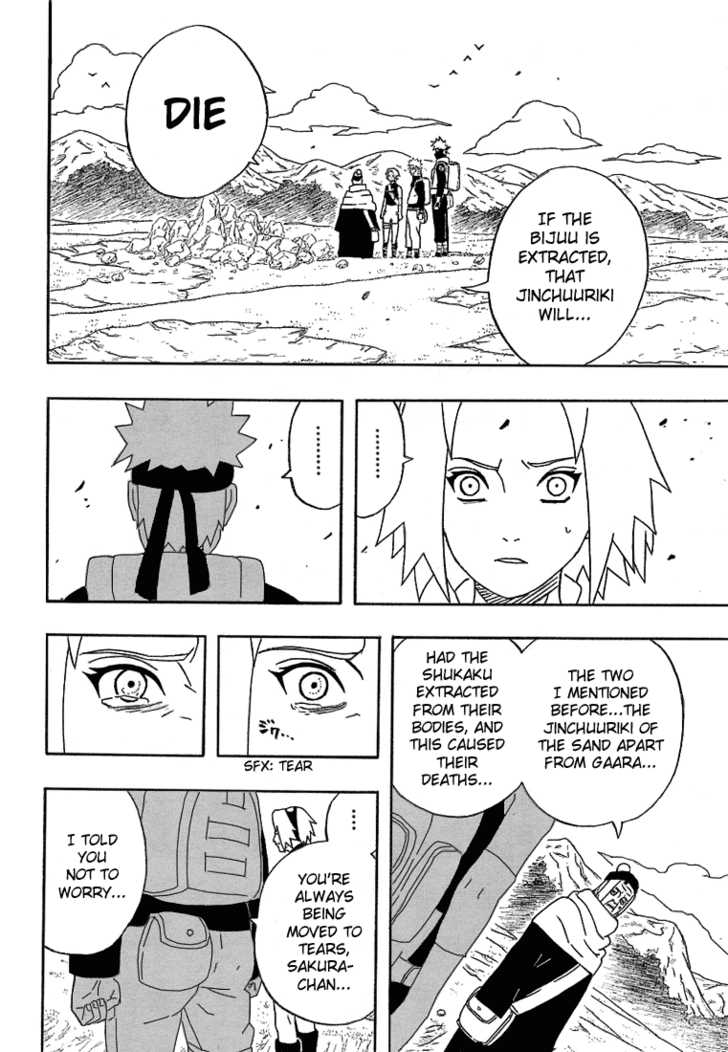 IF THE
BIJUU IS
EXTRACTED,
THAT
JINCHUURIKI
WILL...
DIE
........
........
THE TWO
I MENTIONED
BEFORE...THE
JINCHUURIKI OF
THE SAND APART
FROM GAARA...
HAD THE
SHUKAKU
EXTRACTED
FROM THEIR
BODIES, AND
THIS CAUSED
THEIR
DEATHS...
ジワ...
SFX: TEAR
....
YOU'RE
ALWAYS
BEING
MOVED TO
TEARS,
SAKURA-
CHAN...
I TOLD
YOU
NOT TO
WORRY...